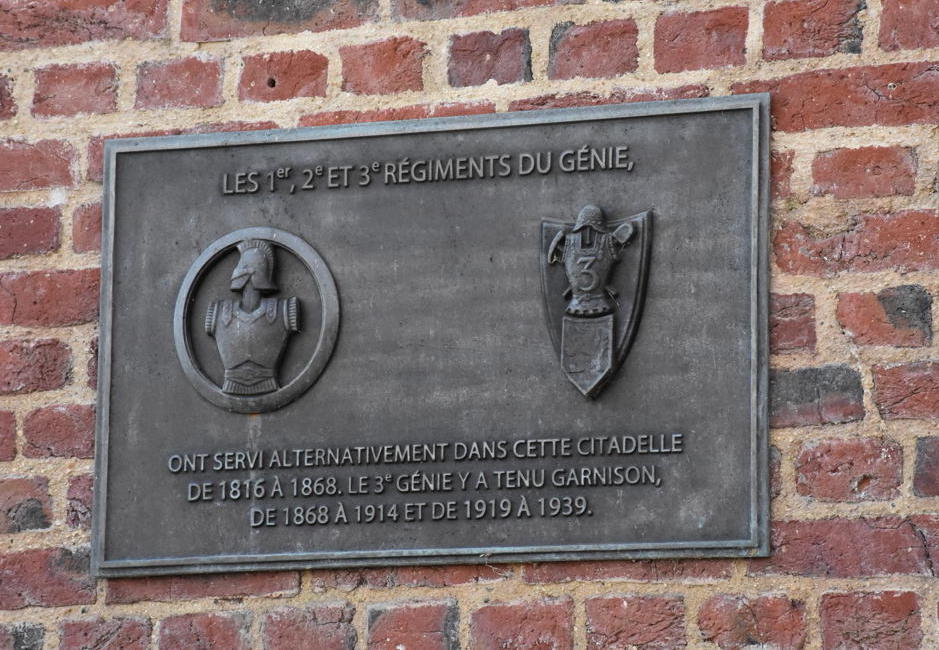 LES 1er, 2e ET 3e RÉGIMENTS DU GÉNIE,
3
ONT SERVI ALTERNATIVEMENT DANS CETTE CITADELLE
DE 1816 À 1868. LE 3e GÉNIE Y A TENU GARNISON,
DE 1868 À 1914 ET DE 1919 À 1939.